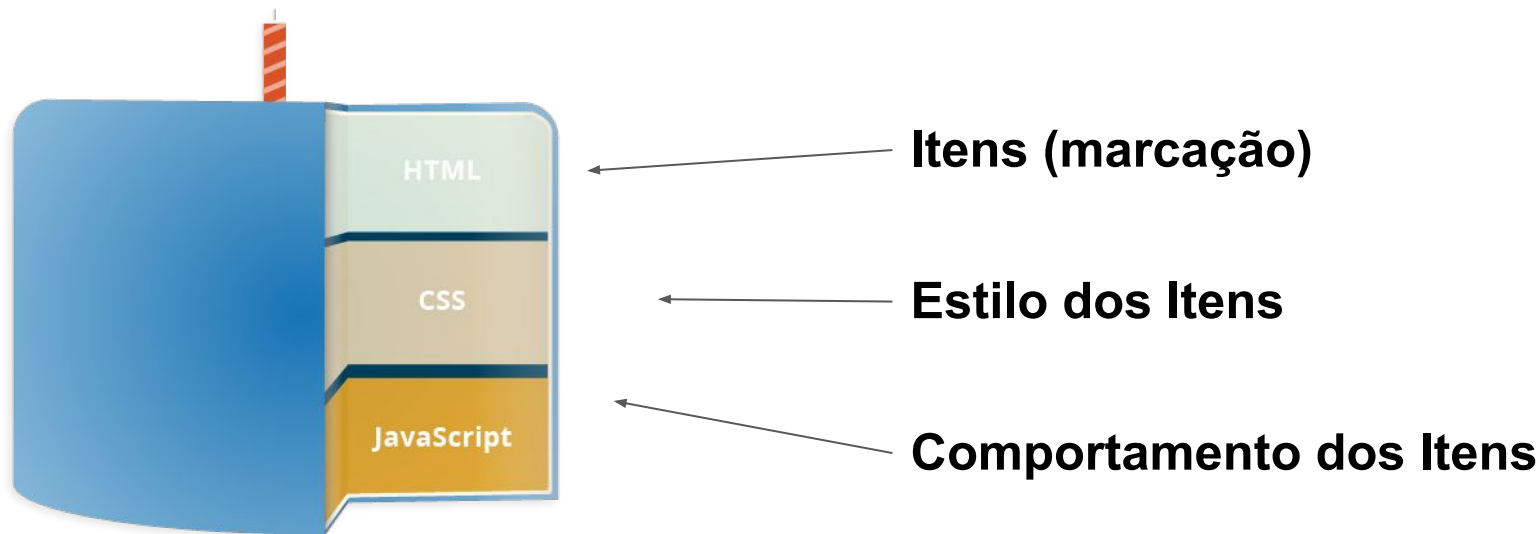 HTML
Itens (marcação)
CSS
Estilo dos Itens
JavaScript
Comportamento dos Itens